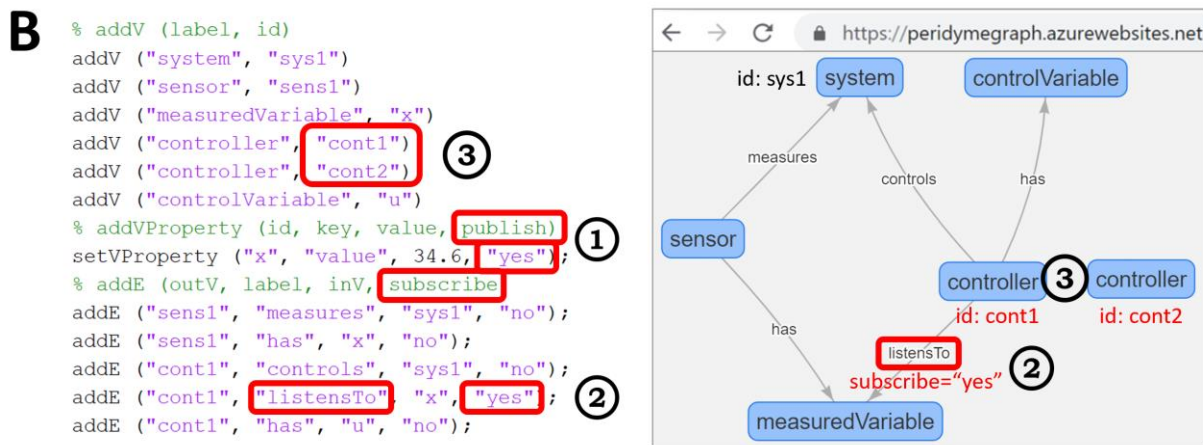 B
% addV (label, id)
addV ("system", "sys1")
addV ("sensor", "sens1")
addV ("measuredVariable", "x")
addV ("controller", "cont1")
addV ("controller", "cont2")
3
addV ("controlVariable", "u")
% addVProperty (id, key, value, publish)
setVProperty ("x", "value", 34.6, "yes");
1
% addE (outV, label, inV, subscribe
addE ("sens1", "measures", "sys1", "no");
addE ("sens1", "has", "x", "no");
addE ("cont1", "controls", "sys1", "no");
addE ("cont1", "listensTo", "x", "yes");
2
addE ("cont1", "has", "u", "no");
https://peridymegraph.azurewebsites.net
id: sys1
system
controlVariable
measures
controls
has
sensor
controller
3
controller
id: cont1
id: cont2
has
listensTo
subscribe="yes"
2
measuredVariable